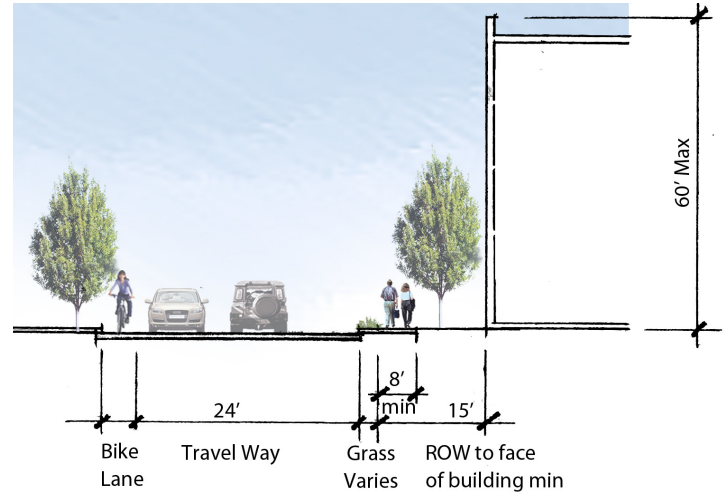 60' Max
8'
min
24'
15'
Bike
Lane
Travel Way
Grass
Varies
ROW to face
of building min